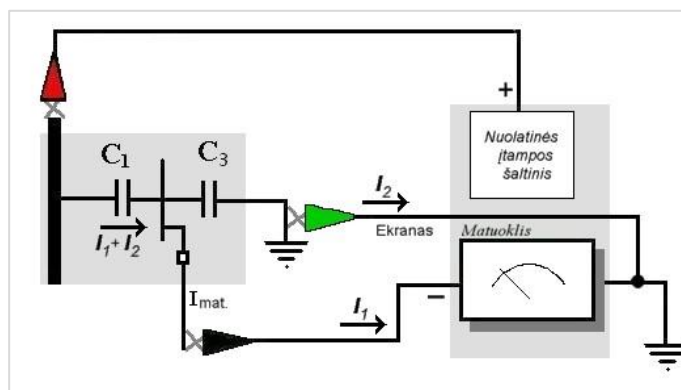 +
Nuolatinės
įtampos
šaltinis
C1
C3
I2
Ekranas
Matuoklis
I1+I2
Imat.
I1
−